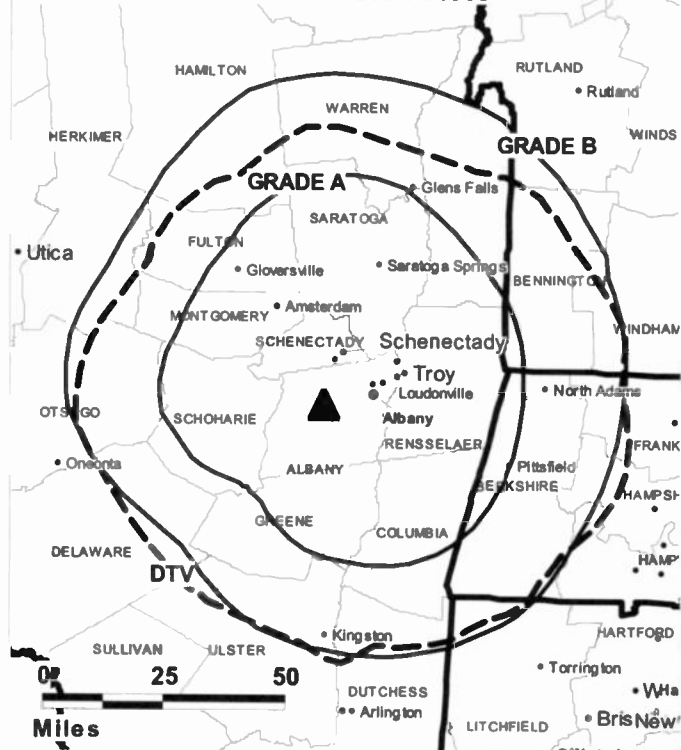 HAMILTON
RUTLAND
Rutland
WARREN
HERKIMER
WINDS
GRADE B
GRADE A
Glens Falls
SARATOGA
FULTON
Utica
Gloversville
Saratoga Springs
BENNINGTON
Amsterdam
MONTGOMERY
WINDHAM
SCHENECTADY
Schenectady
Troy
North Adams
Loudonville
OTSEGO
SCHOHARIE
Albany
RENSSELAER
FRANK
Oneonta
ALBANY
Pittsfield
BERKSHIRE
HAMPSH
GREENE
COLUMBIA
DELAWARE
HAMP
DTV
Kingston
HARTFORD
SULLIVAN
ULSTER
Torrington
0 25 50
DUTCHESS
Arlington
Miles
LITCHFIELD
Bris
New